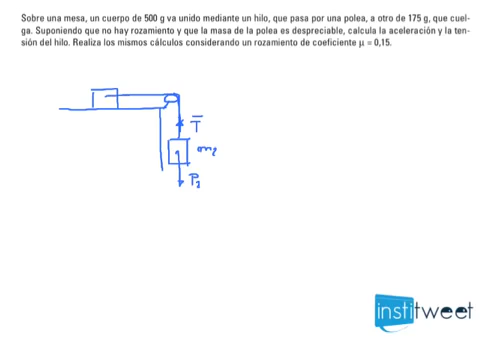 Sobre una mesa, un cuerpo de 500 g va unido mediante un hilo, que pasa por una polea, a otro de 175 g, que cuel-
ga. Suponiendo que no hay rozamiento y que la masa de la polea es despreciable, calcula la aceleración y la ten-
sión del hilo. Realiza los mismos cálculos considerando un rozamiento de coeficiente μ = 0,15.
T
m₂
P₂
institweet